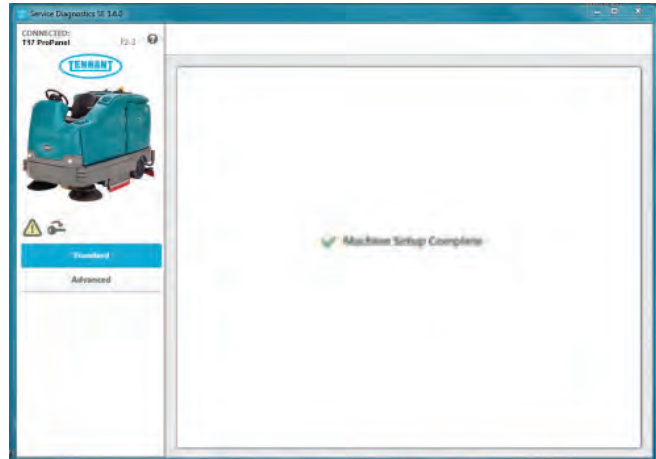 Service Diagnostics SE 1.6.0
CONNECTED:
T17 ProPanel
TENNANT
Standard
Advanced
Machine Setup Complete